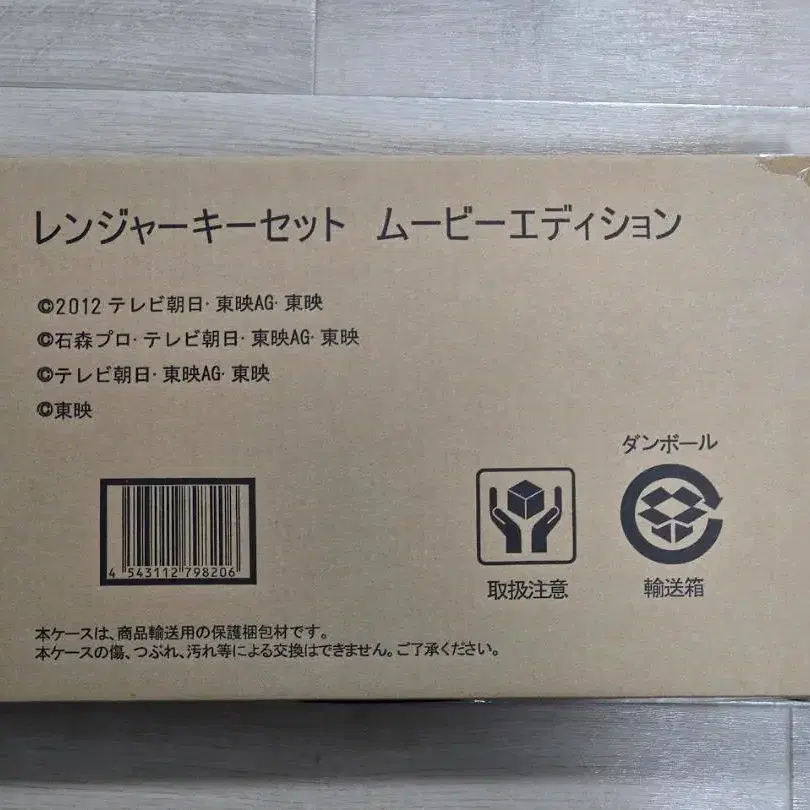 レンジャーキーセット ムービーエディション
©2012 テレビ朝日・東映AG・東映
©石森プロ・テレビ朝日・東映AG・東映
©テレビ朝日・東映AG・東映
©東映
ダンボール
4 543112 798206
取扱注意
輸送箱
本ケースは、商品輸送用の保護梱包材です。
本ケースの傷、つぶれ、汚れ等による交換はできません。ご了承ください。